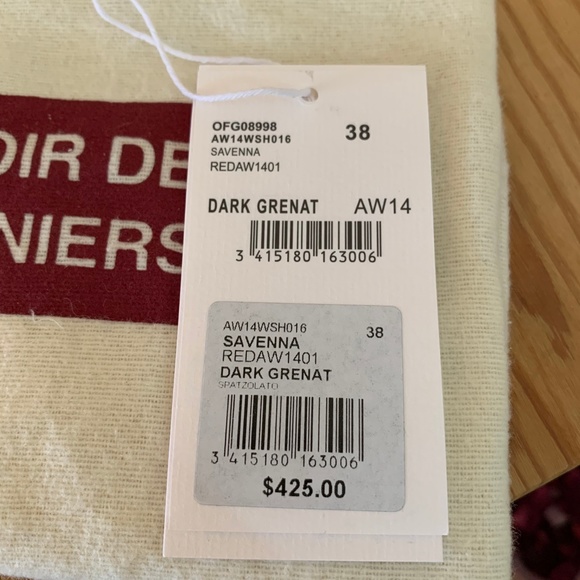 OIR DE
NIERS
OFG08998
38
AW14WSH016
SAVENNA
REDAW1401
DARK GRENAT AW14
3 415180 163006
AW14WSH016
38
SAVENNA
REDAW1401
DARK GRENAT
SPATZOLATO
3 415180 163006
$425.00